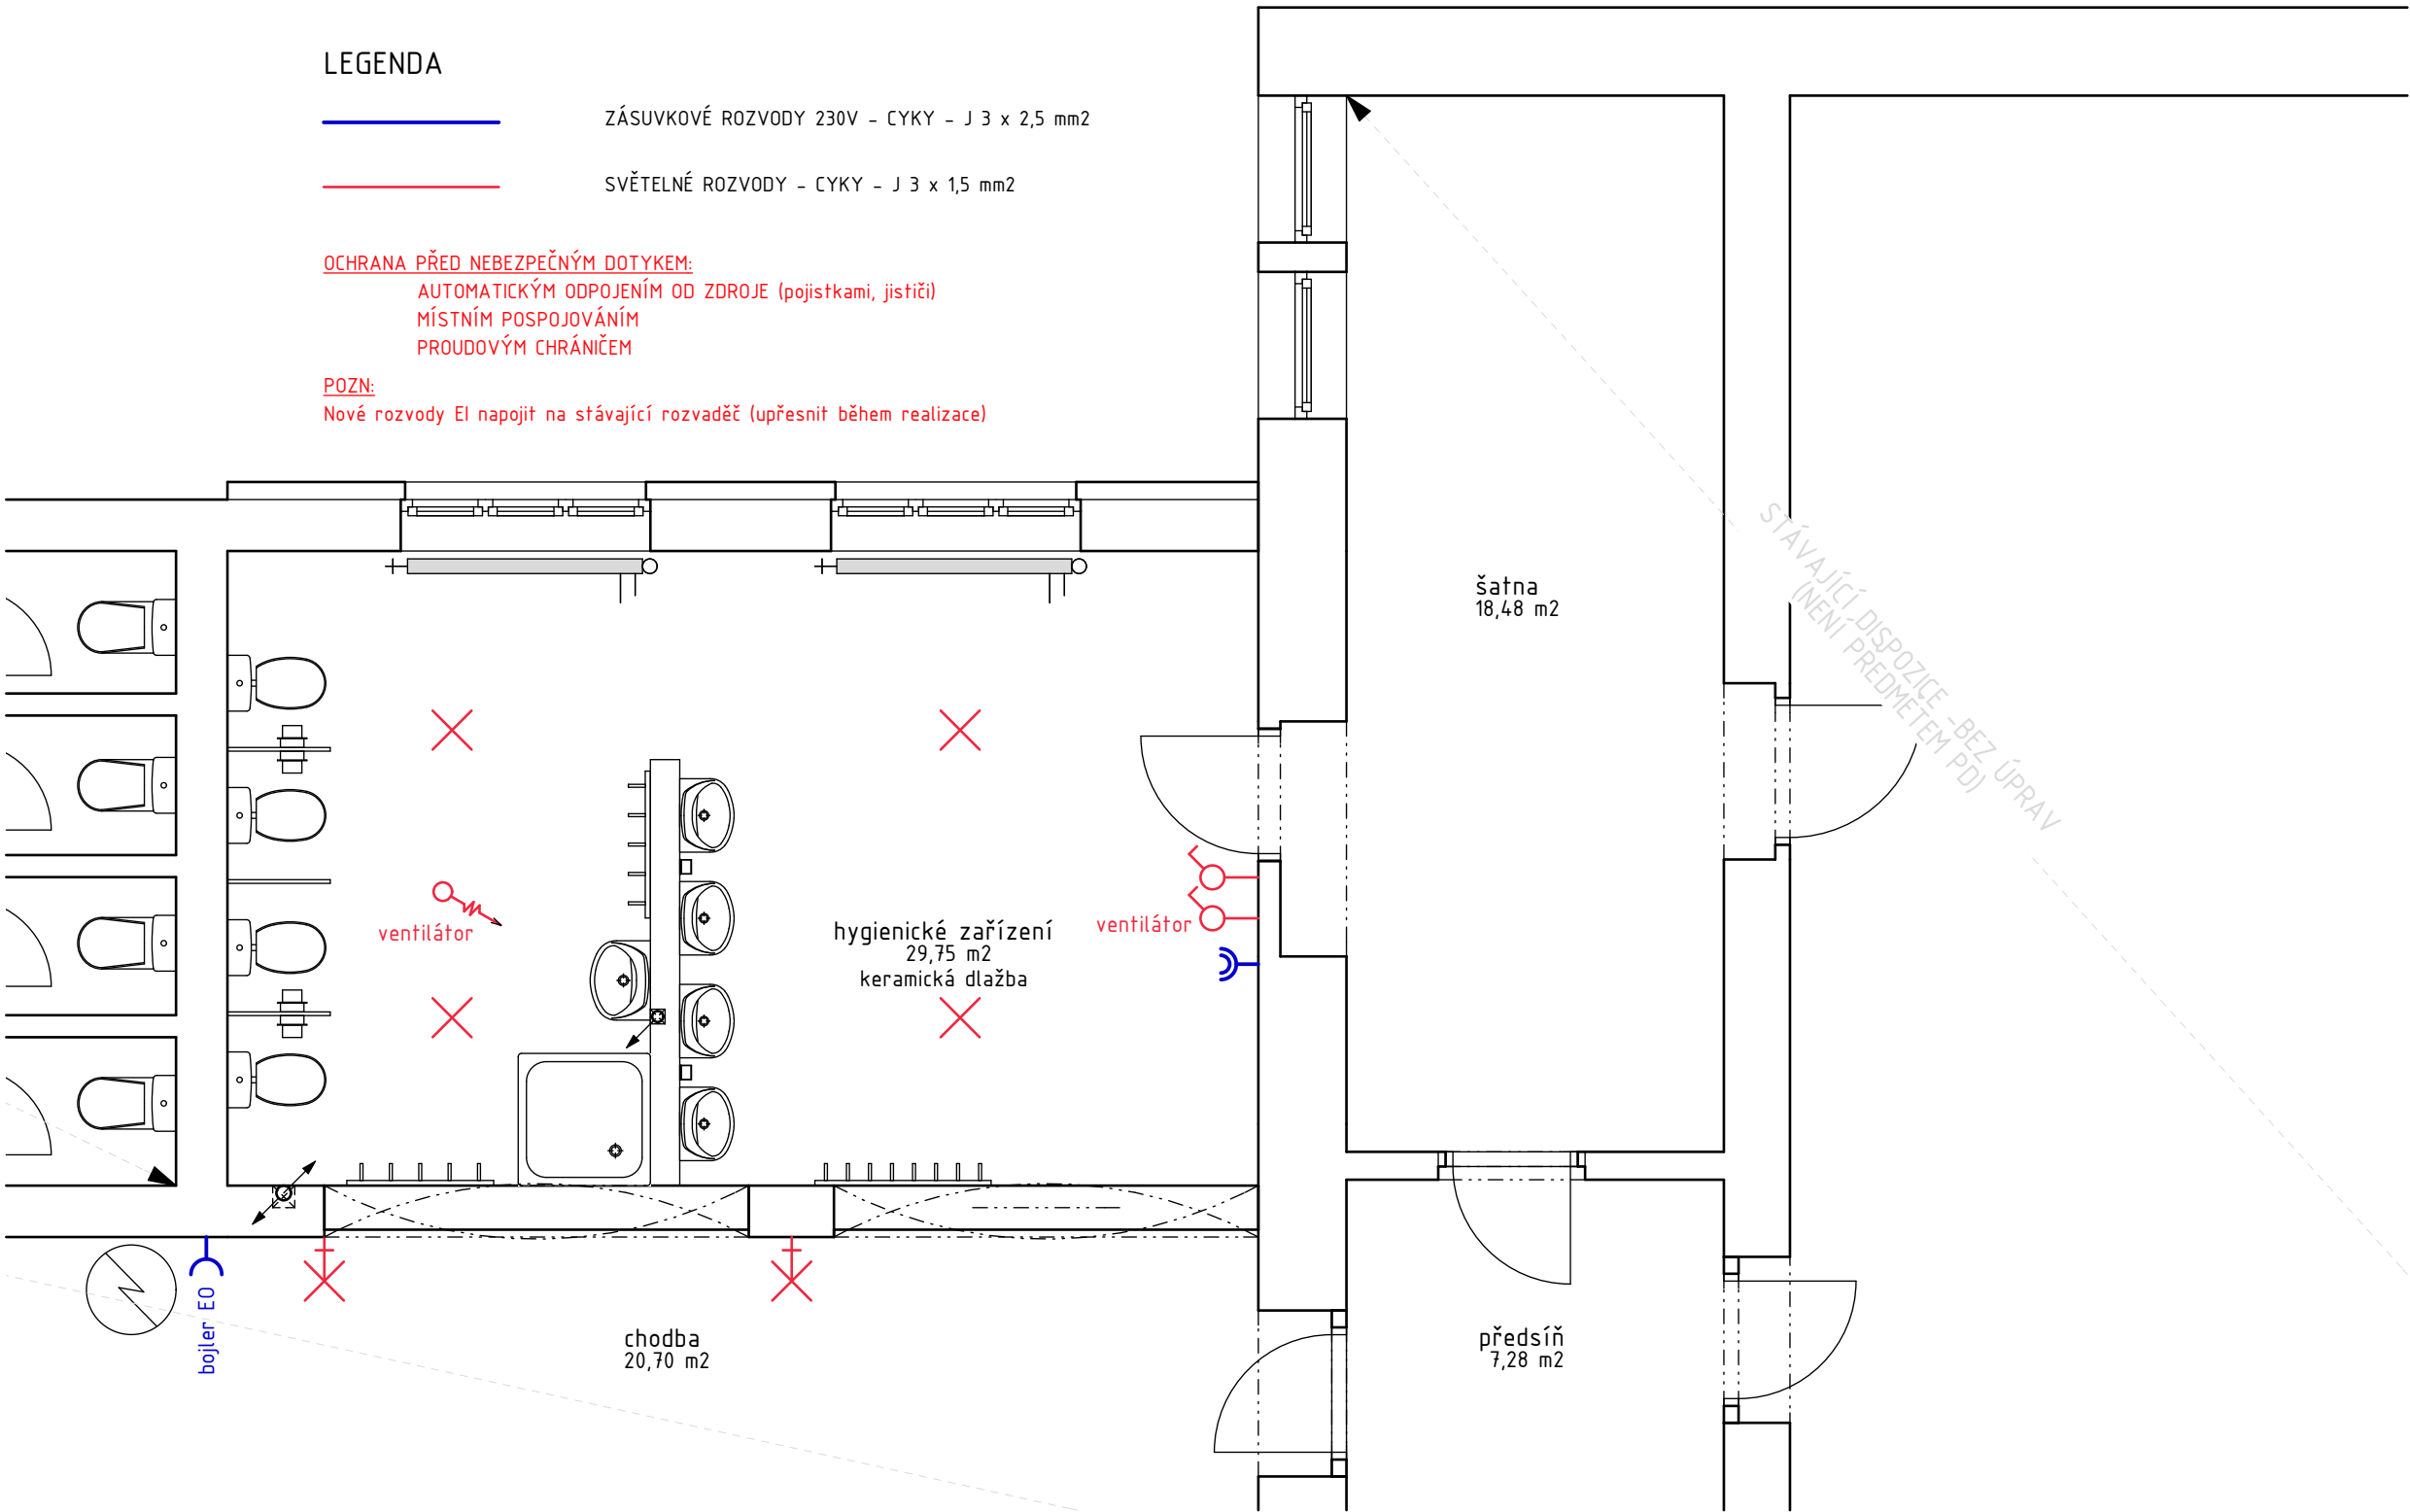 LEGENDA
ZÁSUVKOVÉ ROZVODY 230V - CYKY - J 3 x 2,5 mm2
SVĚTELNÉ ROZVODY - CYKY - J 3 x 1,5 mm2
OCHRANA PŘED NEBEZPEČNÝM DOTYKEM:
AUTOMATICKÝM ODPOJENÍM OD ZDROJE (pojistkami, jističi)
MÍSTNÍM POSPOJOVÁNÍM
PROUDOVÝM CHRÁNIČEM
POZN:
Nové rozvody EI napojit na stávající rozvaděč (upřesnit během realizace)
STÁVAJÍCÍ DISPOZICE -BEZ ÚPRAV
(NENÍ PŘEDMĚTEM PD)
šatna
18,48 m2
ventilátor
hygienické zařízení
29,75 m2
keramická dlažba
ventilátor
bojler EO
chodba
20,70 m2
předsíň
7,28 m2